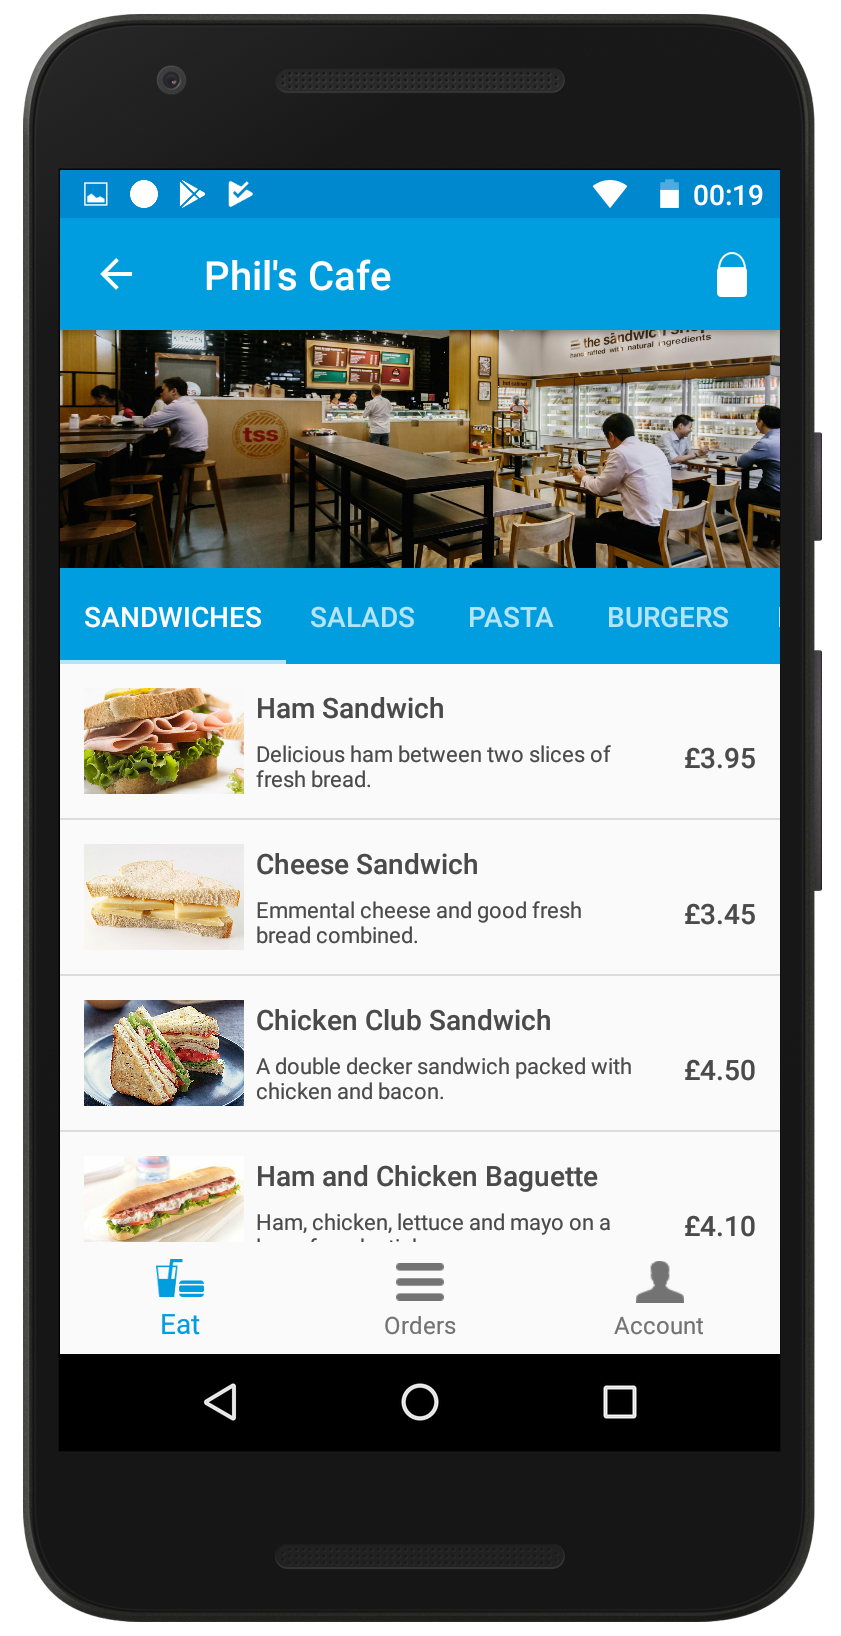 00:19
Phil's Cafe
KITCHEN
the sandwich shop
hand crafted with natural ingredients
tss
SANDWICHES SALADS PASTA BURGERS
Ham Sandwich
Delicious ham between two slices of
fresh bread.
£3.95
Cheese Sandwich
Emmental cheese and good fresh
bread combined.
£3.45
Chicken Club Sandwich
A double decker sandwich packed with
chicken and bacon.
£4.50
Ham and Chicken Baguette
Ham, chicken, lettuce and mayo on a
£4.10
Eat Orders Account